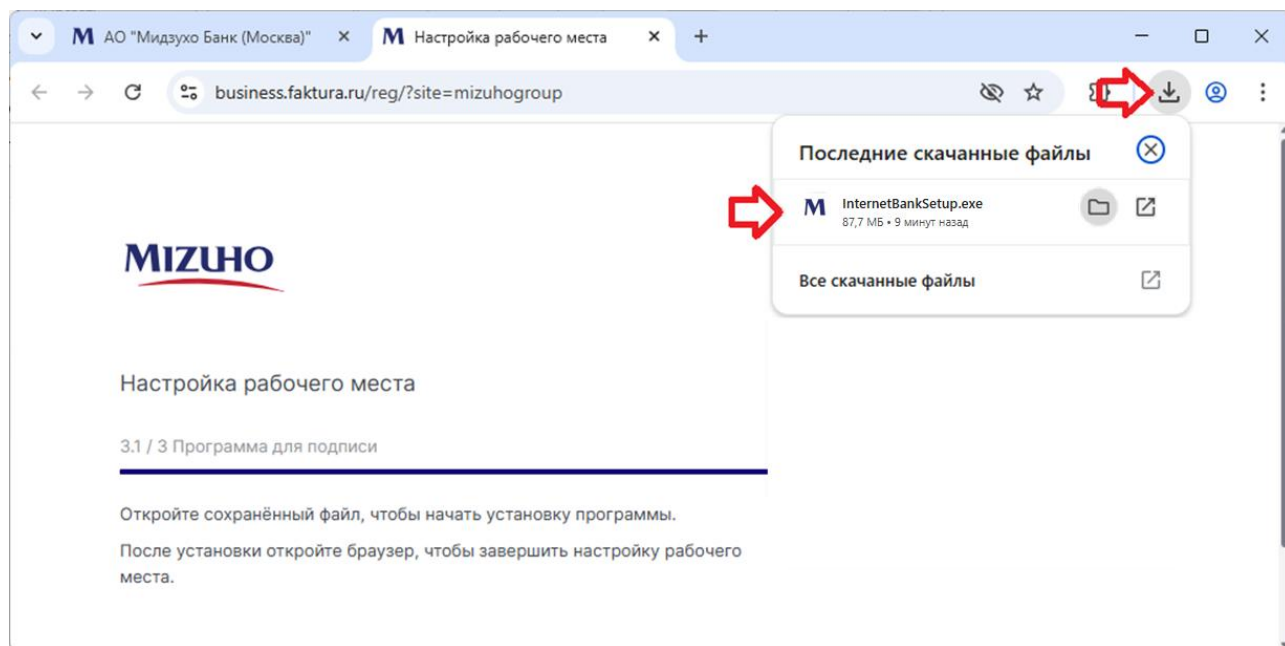 АО "Мидзухо Банк (Москва)"
Настройка рабочего места
business.faktura.ru/reg/?site=mizuhogroup
Последние скачанные файлы
InternetBankSetup.exe
87,7 МБ • 9 минут назад
Все скачанные файлы
MIZUHO
Настройка рабочего места
3.1 / 3 Программа для подписи
Откройте сохранённый файл, чтобы начать установку программы.
После установки откройте браузер, чтобы завершить настройку рабочего
места.